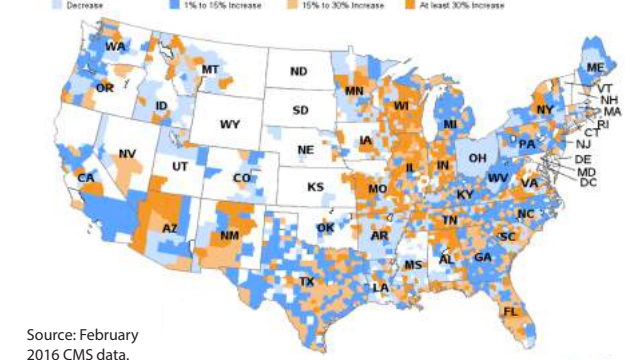 Decrease 1% to 15% Increase 15% to 30% Increase At least 30% Increase
WA
MT
ND
MN
ME
VT
NH
MA
RI
CT
NJ
DE
MD
DC
OR
ID
SD
WI
MI
NY
WY
IA
PA
NE
NV
UT
CO
IL
IN
OH
WV
VA
CA
KS
MO
KY
NC
TN
SC
AZ
NM
OK
AR
MS
AL
GA
TX
LA
FL
Source: February
2016 CMS data.